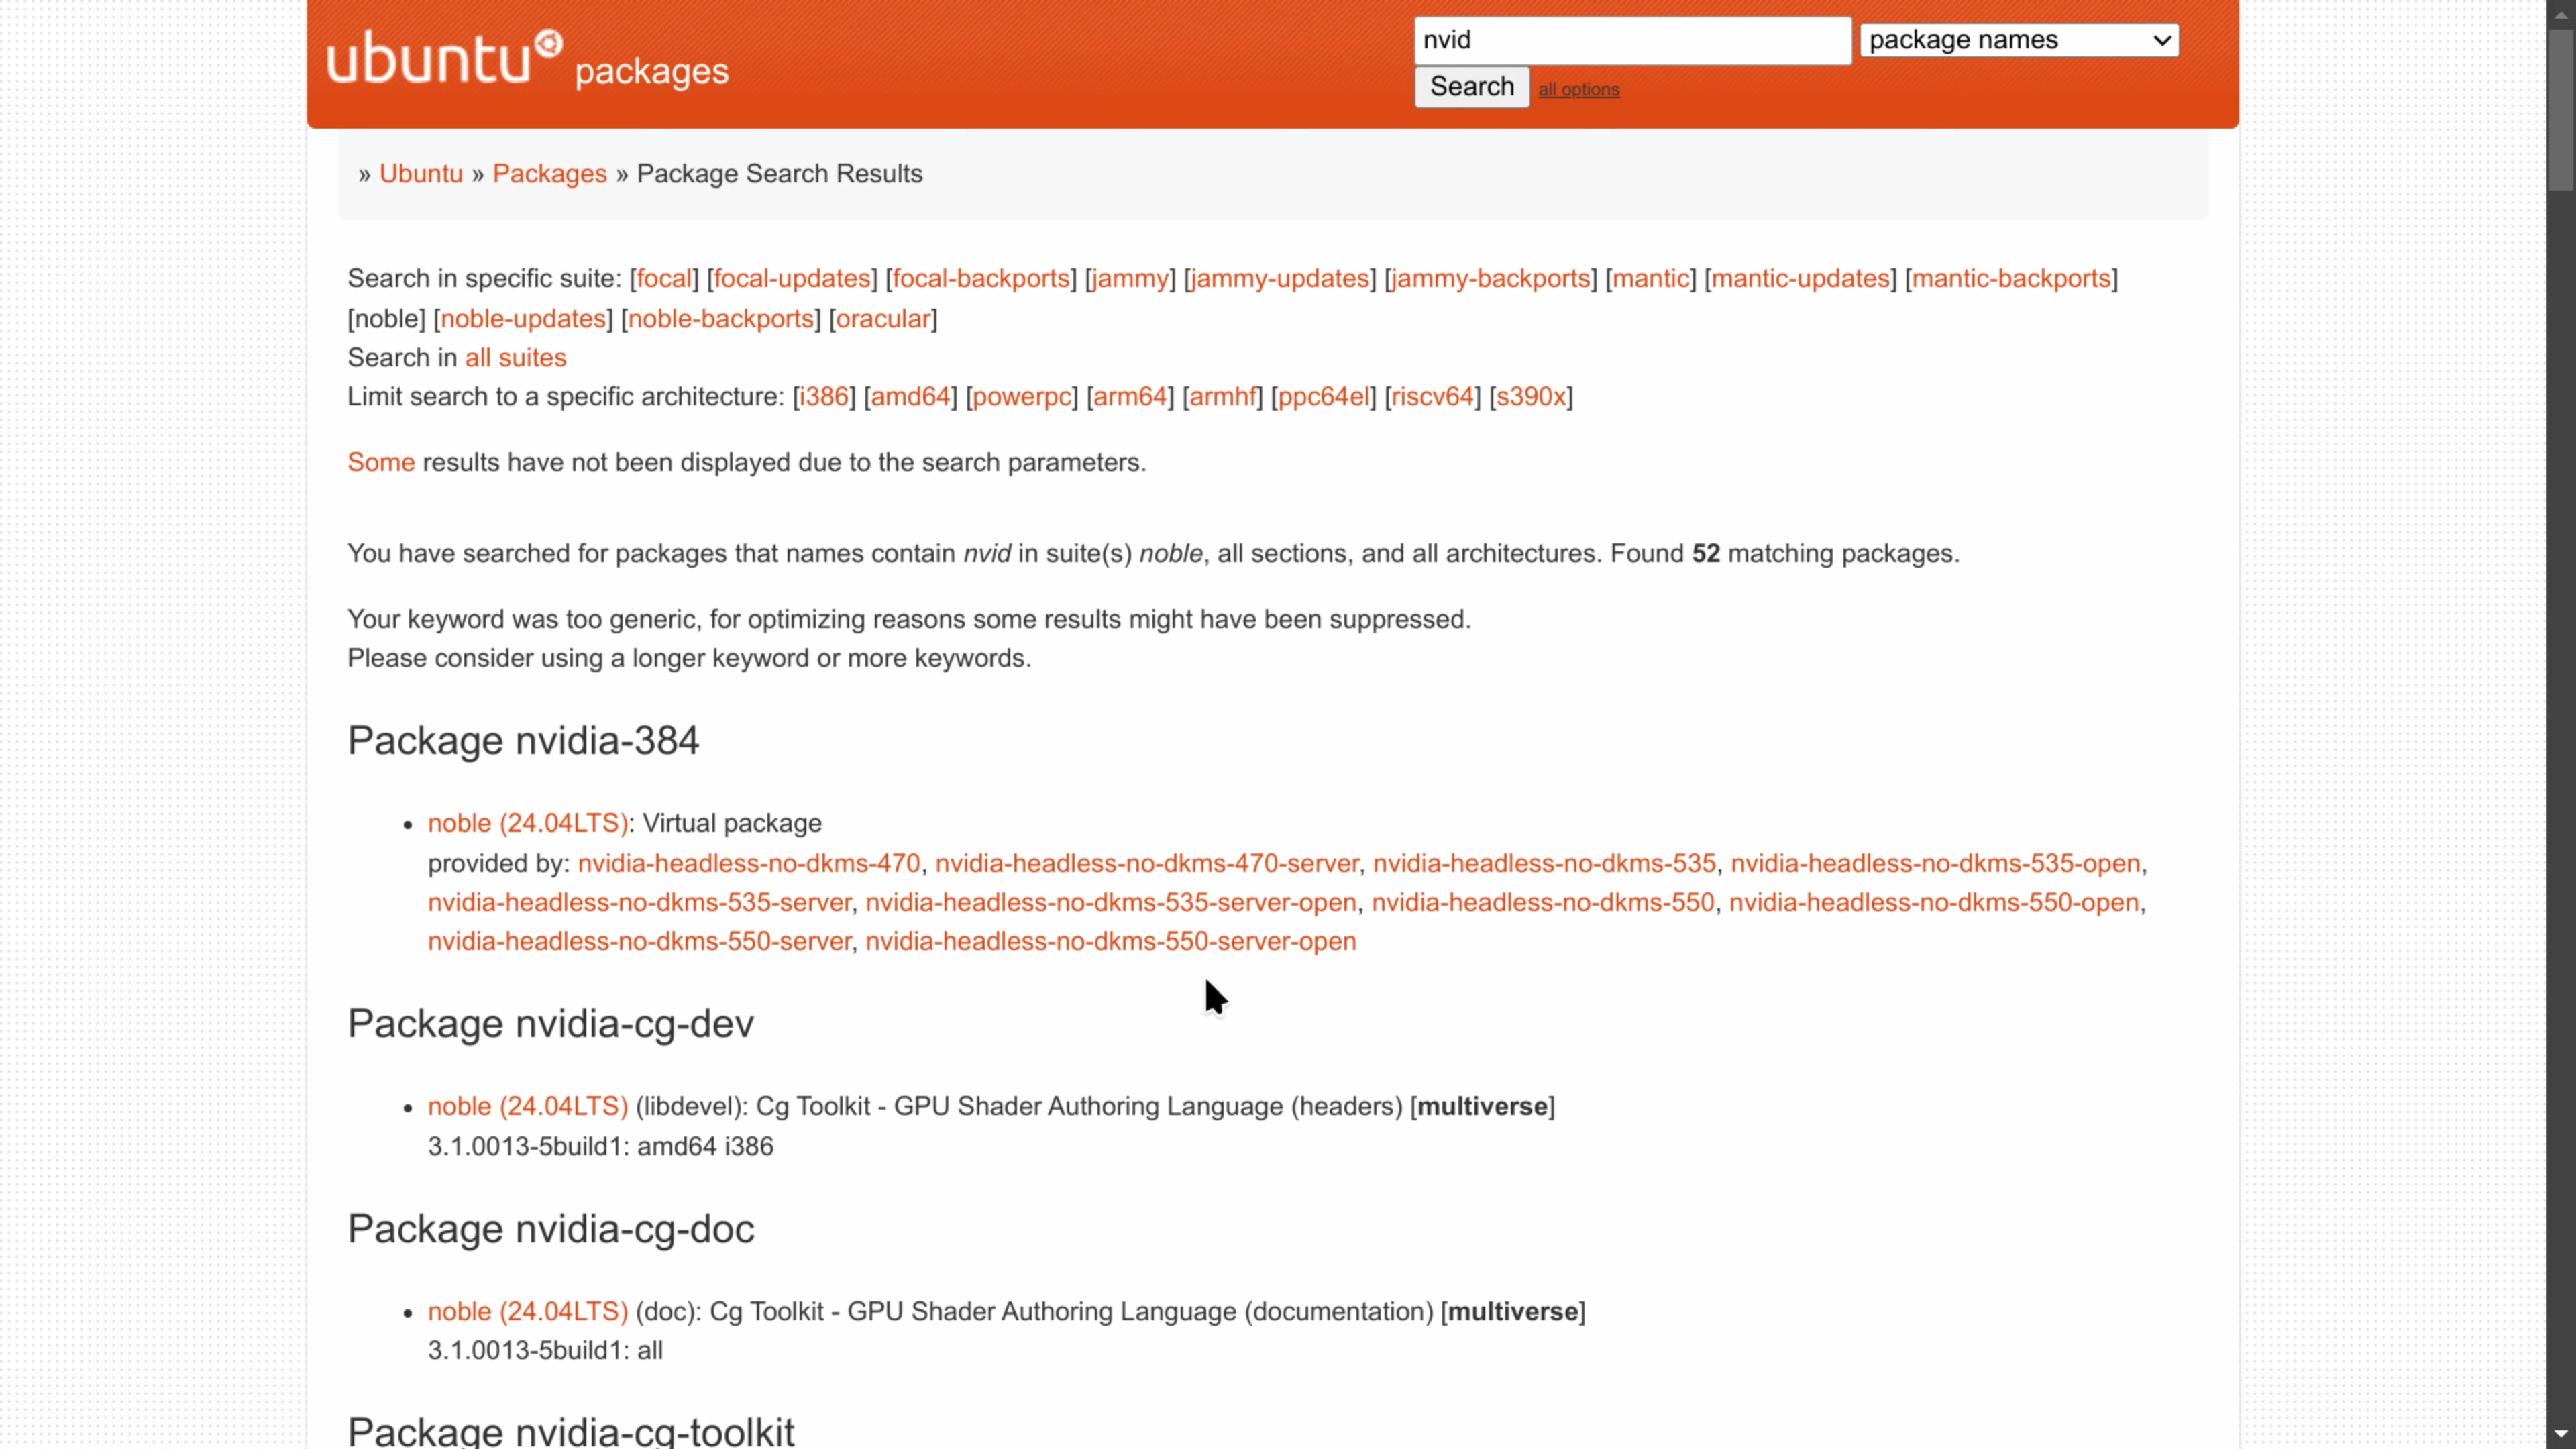 ubuntu packages
nvid
package names
Search all options
» Ubuntu » Packages » Package Search Results
Search in specific suite: [focal] [focal-updates] [focal-backports] [jammy] [jammy-updates] [jammy-backports] [mantic] [mantic-updates] [mantic-backports]
[noble] [noble-updates] [noble-backports] [oracular]
Search in all suites
Limit search to a specific architecture: [i386] [amd64] [powerpc] [arm64] [armhf] [ppc64el] [riscv64] [s390x]
Some results have not been displayed due to the search parameters.
You have searched for packages that names contain nvid in suite(s) noble, all sections, and all architectures. Found 52 matching packages.
Your keyword was too generic, for optimizing reasons some results might have been suppressed.
Please consider using a longer keyword or more keywords.
Package nvidia-384
• noble (24.04LTS): Virtual package
provided by: nvidia-headless-no-dkms-470, nvidia-headless-no-dkms-470-server, nvidia-headless-no-dkms-535, nvidia-headless-no-dkms-535-open,
nvidia-headless-no-dkms-535-server, nvidia-headless-no-dkms-535-server-open, nvidia-headless-no-dkms-550, nvidia-headless-no-dkms-550-open,
nvidia-headless-no-dkms-550-server, nvidia-headless-no-dkms-550-server-open
Package nvidia-cg-dev
• noble (24.04LTS) (libdevel): Cg Toolkit - GPU Shader Authoring Language (headers) [multiverse]
3.1.0013-5build1: amd64 i386
Package nvidia-cg-doc
• noble (24.04LTS) (doc): Cg Toolkit - GPU Shader Authoring Language (documentation) [multiverse]
3.1.0013-5build1: all
Package nvidia-cg-toolkit